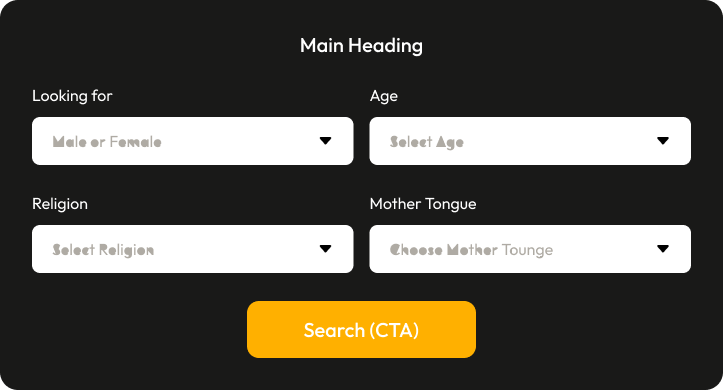 Main Heading
Looking for
Age
Male or Female
Select Age
Religion
Mother Tongue
Select Religion
Choose Mother Tounge
Search (CTA)